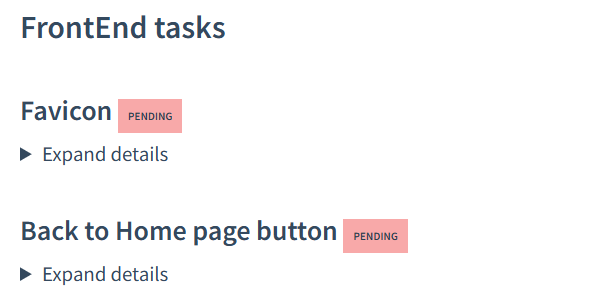 FrontEnd tasks
Favicon PENDING
Expand details
Back to Home page button PENDING
Expand details